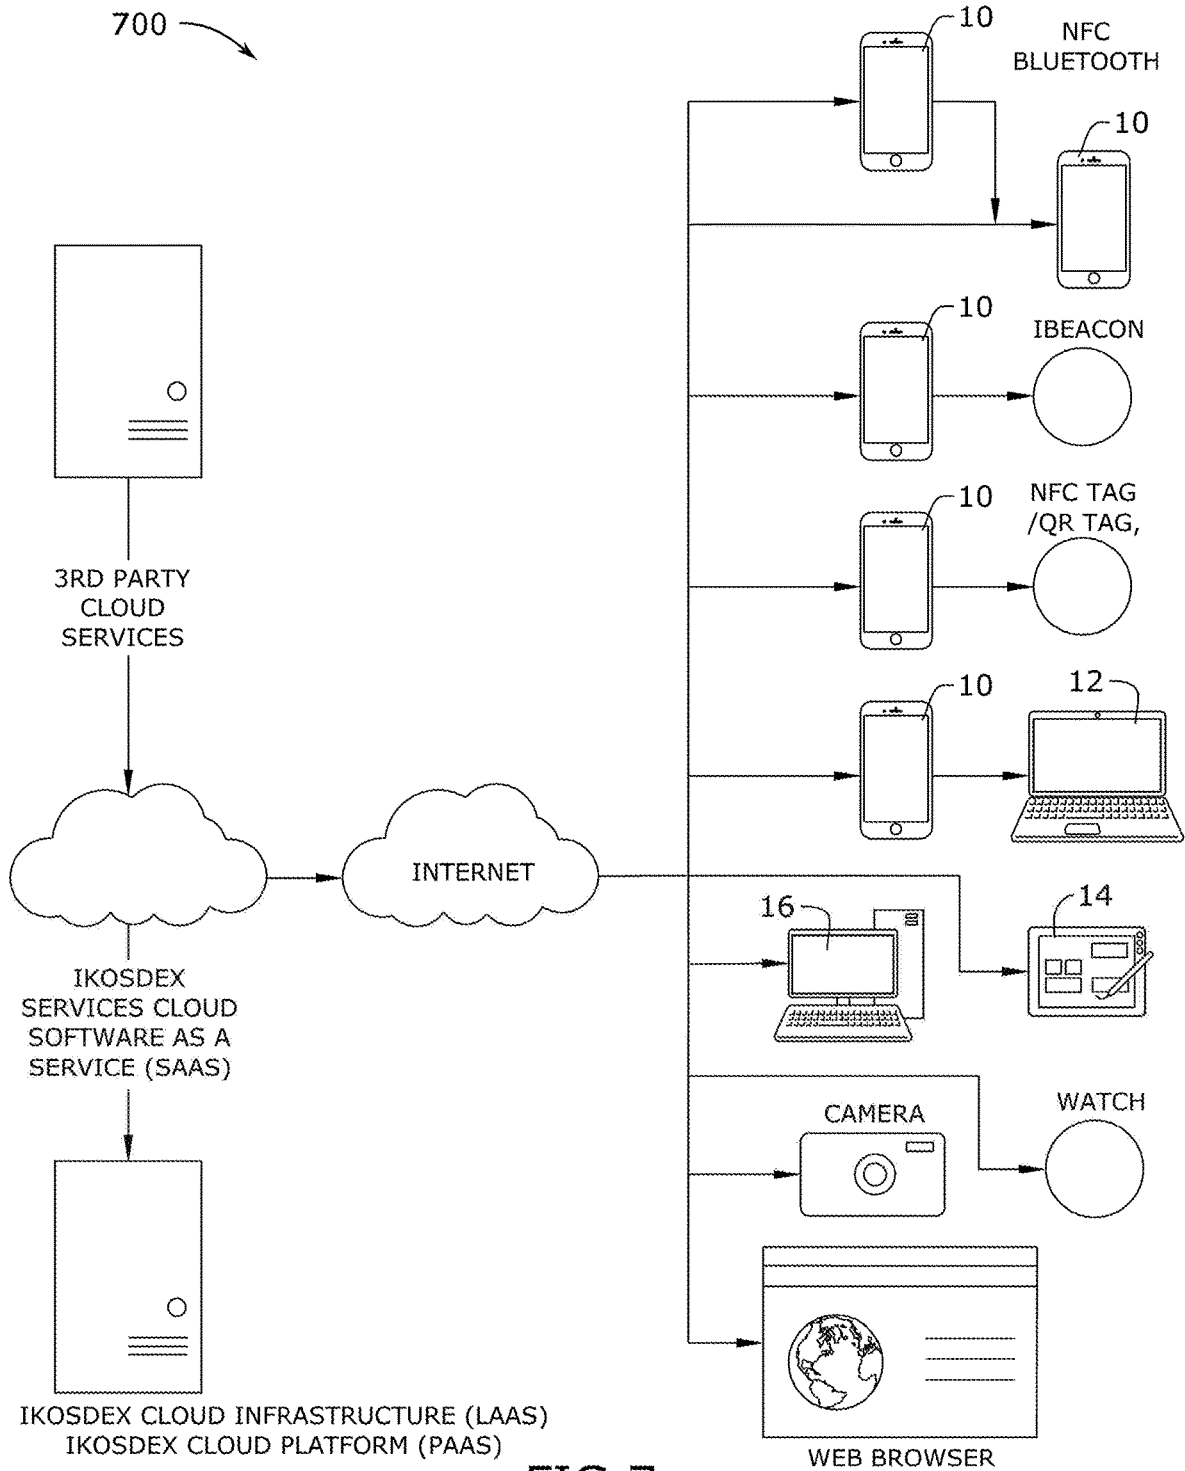 700
10
NFC
BLUETOOTH
10
10
IBEACON
10
NFC TAG
/QR TAG,
3RD PARTY
CLOUD
SERVICES
10
12
INTERNET
16
14
IKOSDEX
SERVICES CLOUD
SOFTWARE AS A
SERVICE (SAAS)
CAMERA
WATCH
IKOSDEX CLOUD INFRASTRUCTURE (LAAS)
IKOSDEX CLOUD PLATFORM (PAAS)
WEB BROWSER